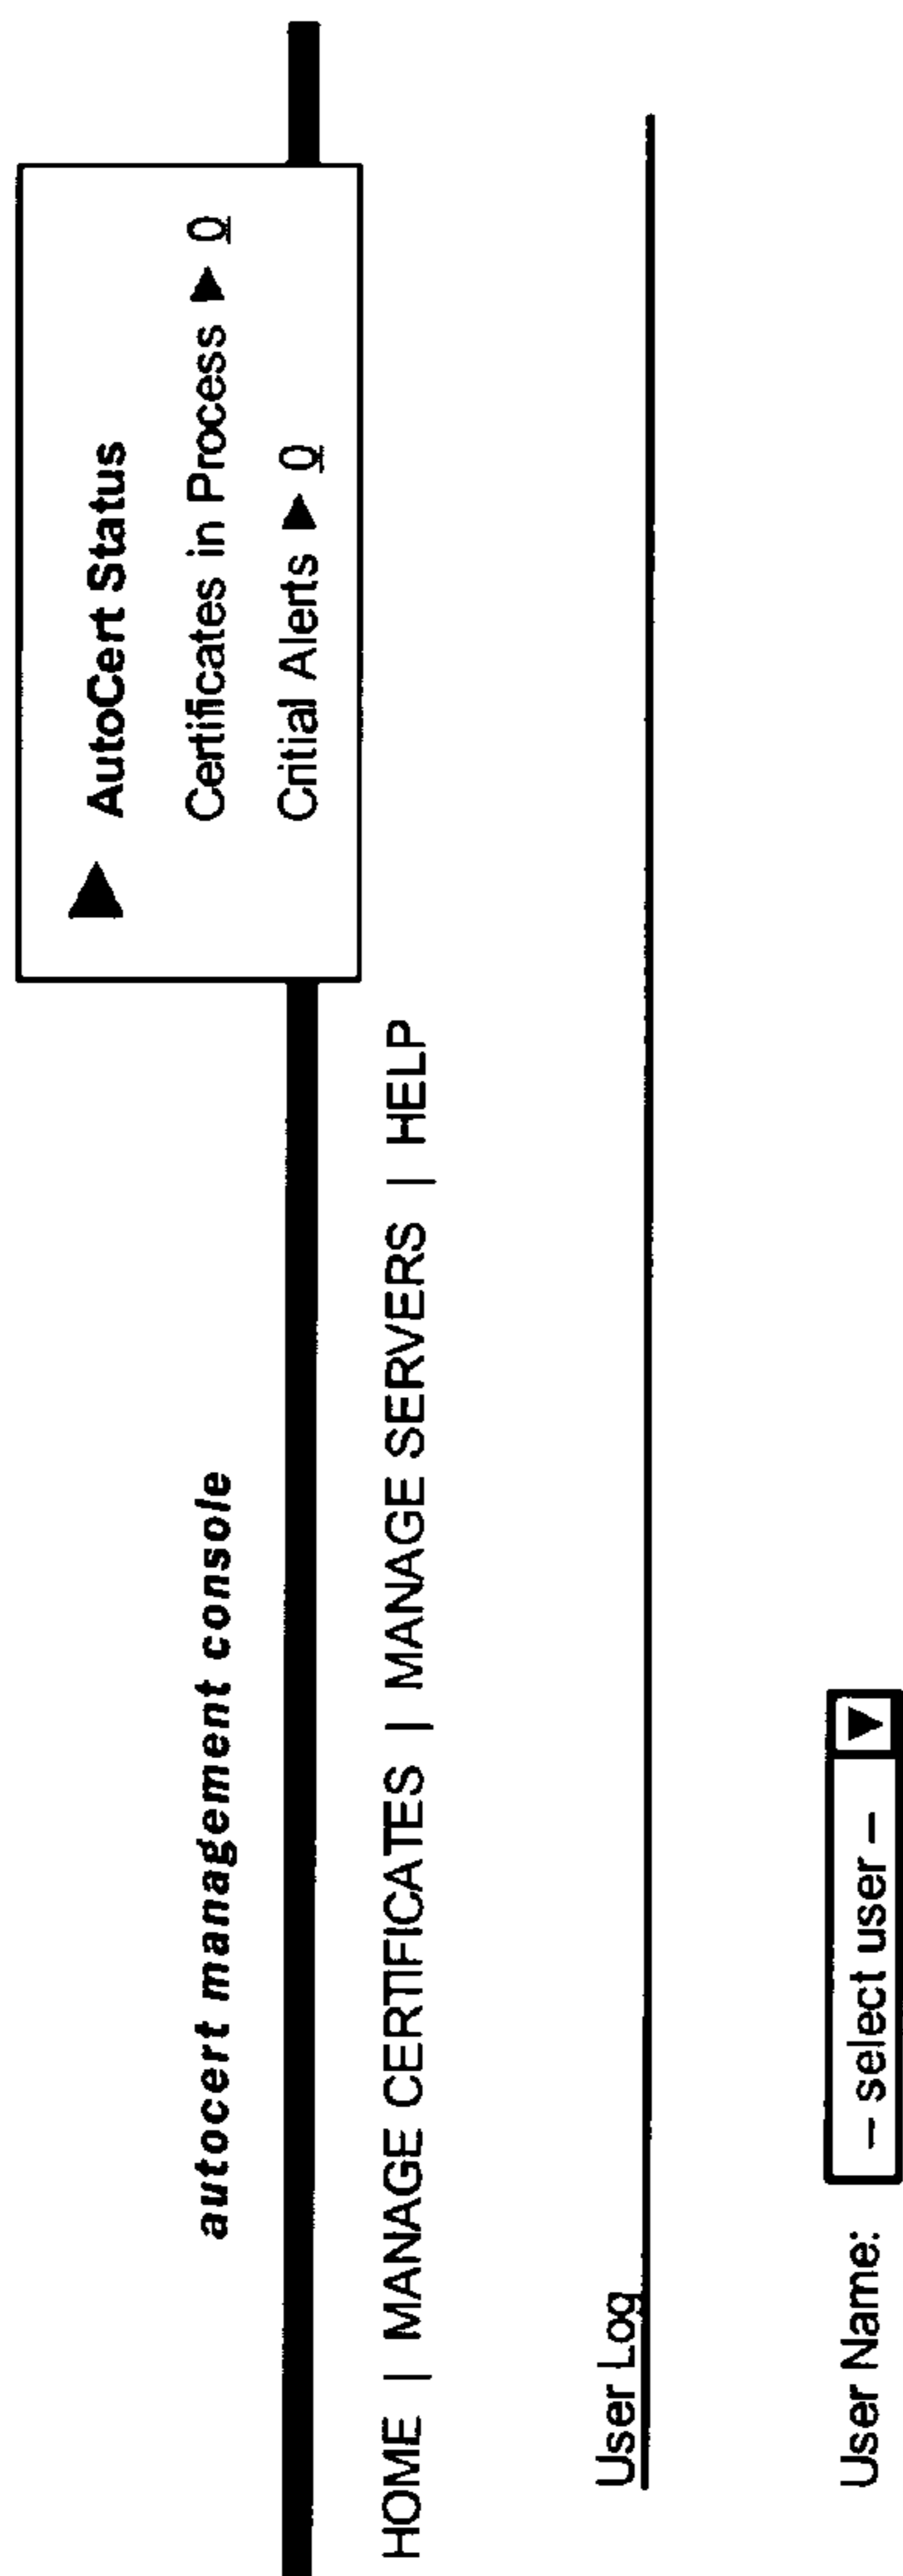 autocert management console
▶ AutoCert Status
Certificates in Process ▶ 0
Critial Alerts ▶ 0
HOME | MANAGE CERTIFICATES | MANAGE SERVERS | HELP
User Log
User Name: – select user – ▼